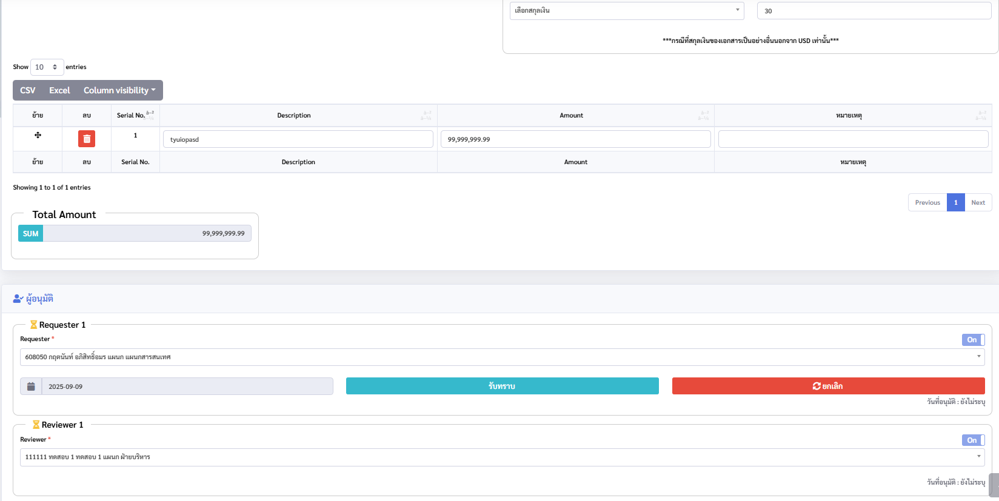 เลือกสกุลเงิน 30
***กรณีที่สกุลเงินของเอกสารเป็นอย่างอื่นนอกจาก USD เท่านั้น***
Show 10 entries
CSV Excel Column visibility
ย้าย ลบ Serial No. Description Amount หมายเหตุ
1 tyuiopasd 99,999,999.99
ย้าย ลบ Serial No. Description Amount หมายเหตุ
Showing 1 to 1 of 1 entries
Previous 1 Next
Total Amount
SUM 99,999,999.99
ผู้อนุมัติ
Requester 1
Requester * On
608050 กฤตนันท์ อภิสิทธิ์อมร แผนก แผนกสารสนเทศ
2025-09-09 รับทราบ ยกเลิก
วันที่อนุมัติ : ยังไม่ระบุ
Reviewer 1
Reviewer * On
111111 ทดสอบ 1 ทดสอบ 1 แผนก ฝ่ายบริหาร
วันที่อนุมัติ : ยังไม่ระบุ